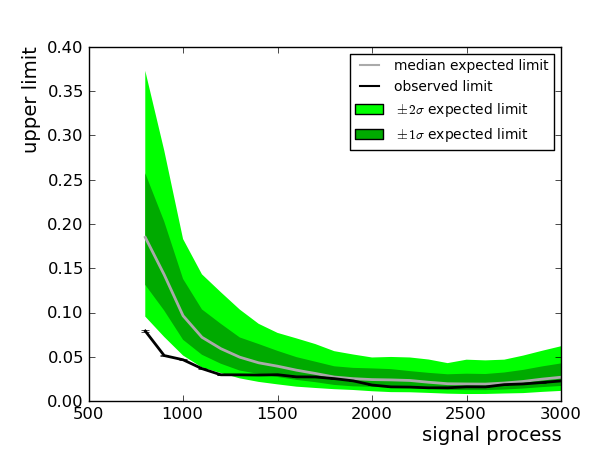 0.40
0.35
0.30
0.25
0.20
0.15
0.10
0.05
0.00
upper limit
median expected limit
observed limit
±2σ expected limit
±1σ expected limit
500 1000 1500 2000 2500 3000
signal process